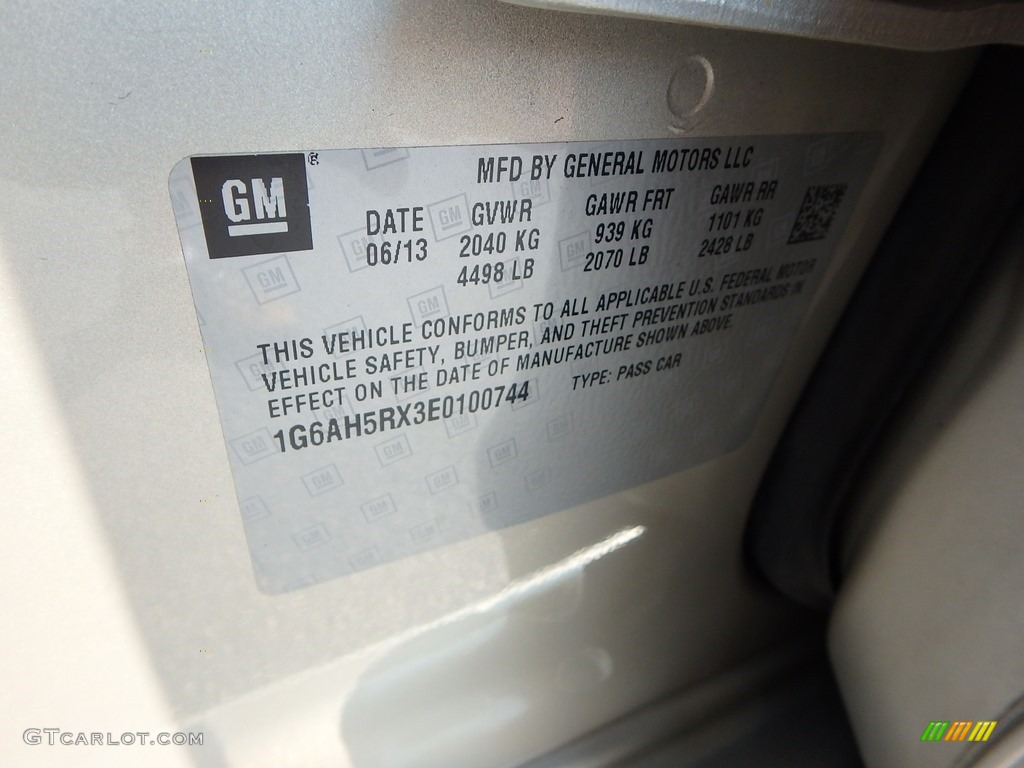 GM®
MFD BY GENERAL MOTORS LLC
DATE GVWR GAWR FRT GAWR RR
06/13 2040 KG 939 KG 1101 KG
4498 LB 2070 LB 2428 LB
THIS VEHICLE CONFORMS TO ALL APPLICABLE U.S. FEDERAL MOTOR
VEHICLE SAFETY, BUMPER, AND THEFT PREVENTION STANDARDS IN
EFFECT ON THE DATE OF MANUFACTURE SHOWN ABOVE.
1G6AH5RX3E0100744 TYPE: PASS CAR
GTCARLOT.COM